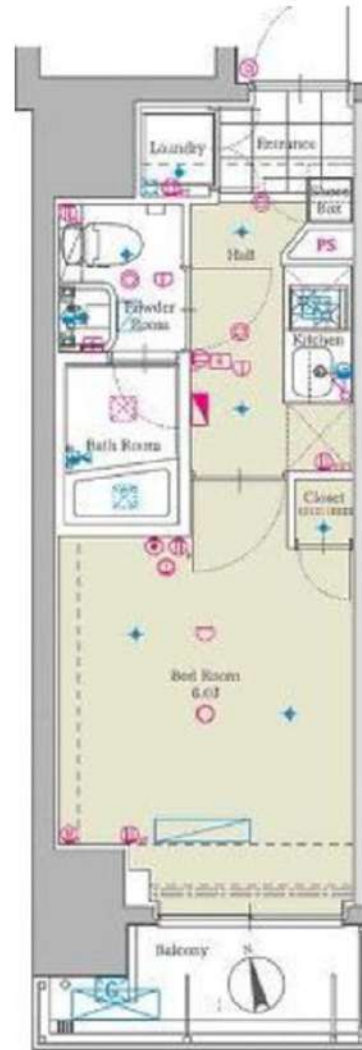 Laundry
Entrance
Shoes
Box
PS
Hall
Powder
Room
Kitchen
Bath Room
Closet
Bed Room
6.0J
Balcony
N
G